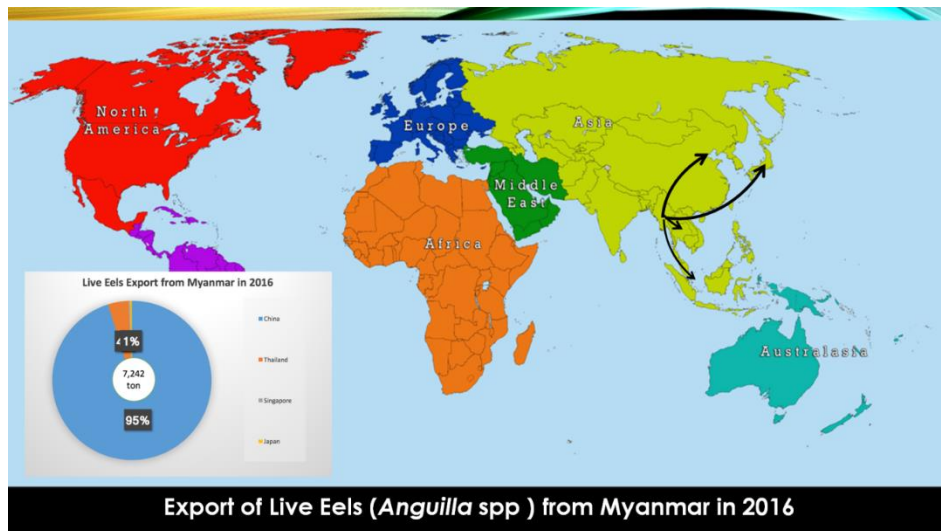 North
America
Europe
Asia
Middle
East
Africa
Australasia
Live Eels Export from Myanmar in 2016
China
1%
Thailand
7,242
ton
Singapore
95%
Japan
Export of Live Eels (Anguilla spp ) from Myanmar in 2016